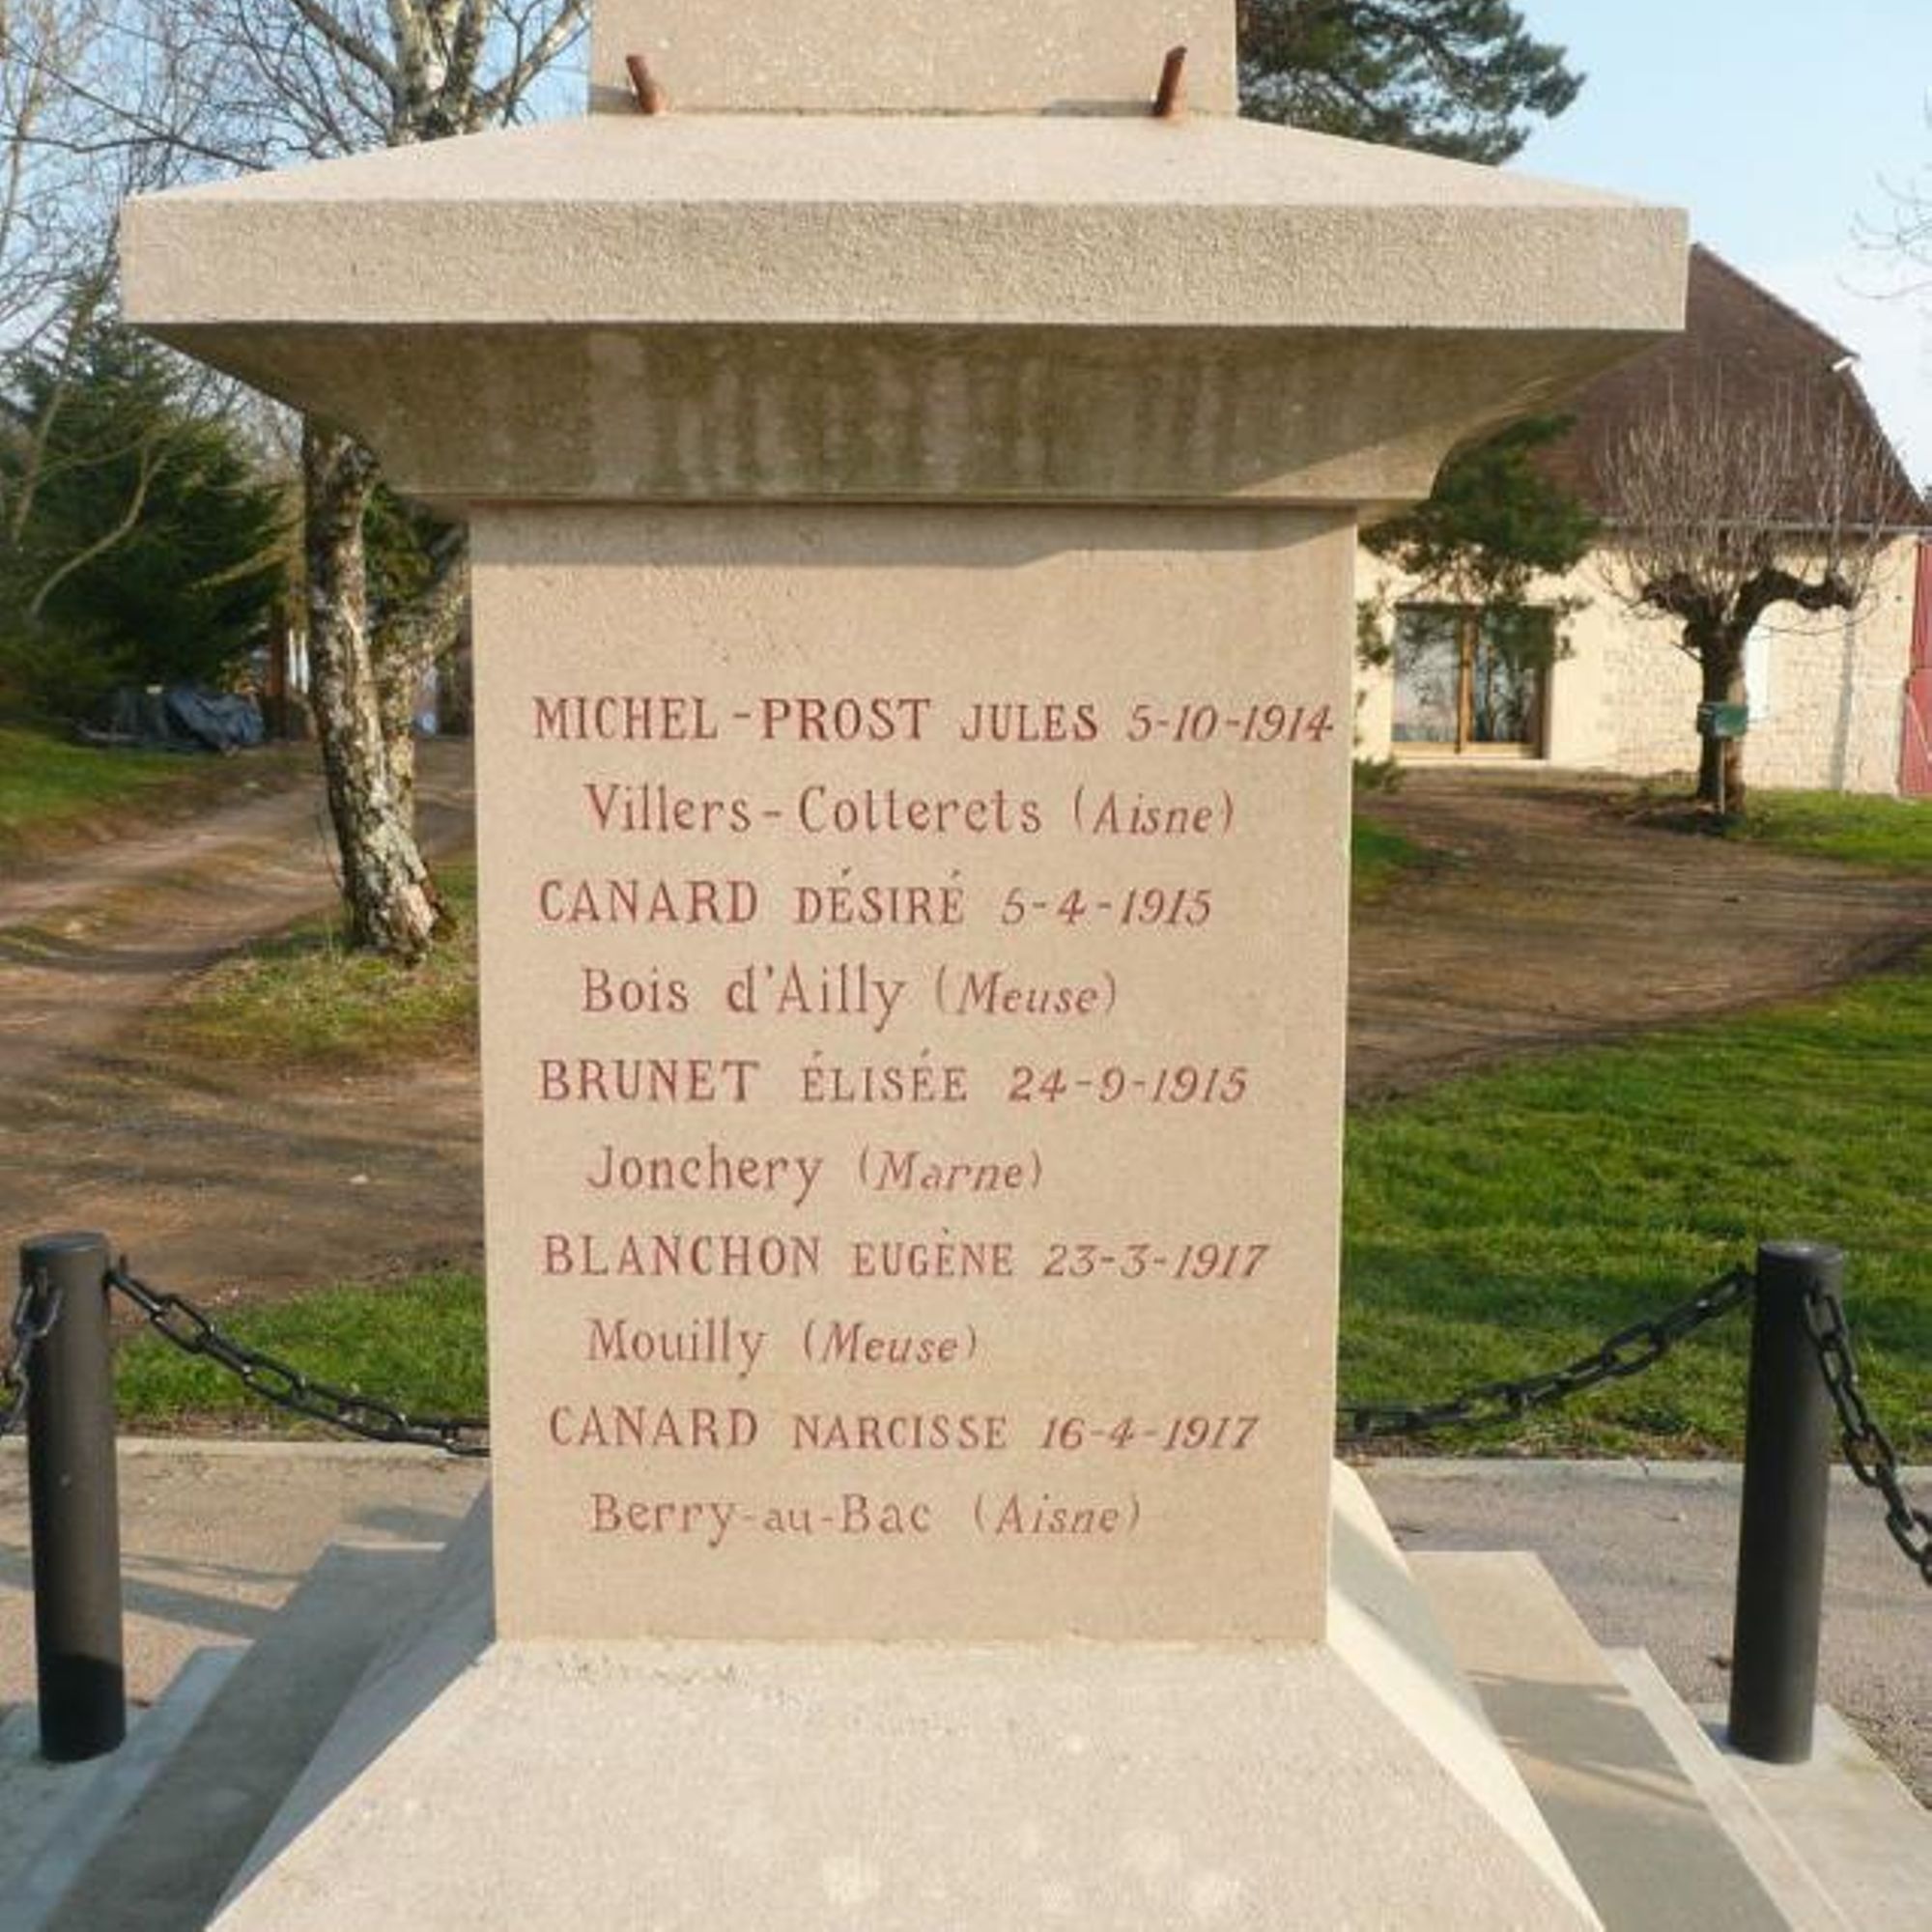 MICHEL-PROST JULES 5-10-1914
Villers-Cotterets (Aisne)
CANARD DÉSIRÉ 5-4-1915
Bois d'Ailly (Meuse)
BRUNET ÉLISÉE 24-9-1915
Jonchery (Marne)
BLANCHON EUGÈNE 23-3-1917
Mouilly (Meuse)
CANARD NARCISSE 16-4-1917
Berry-au-Bac (Aisne)